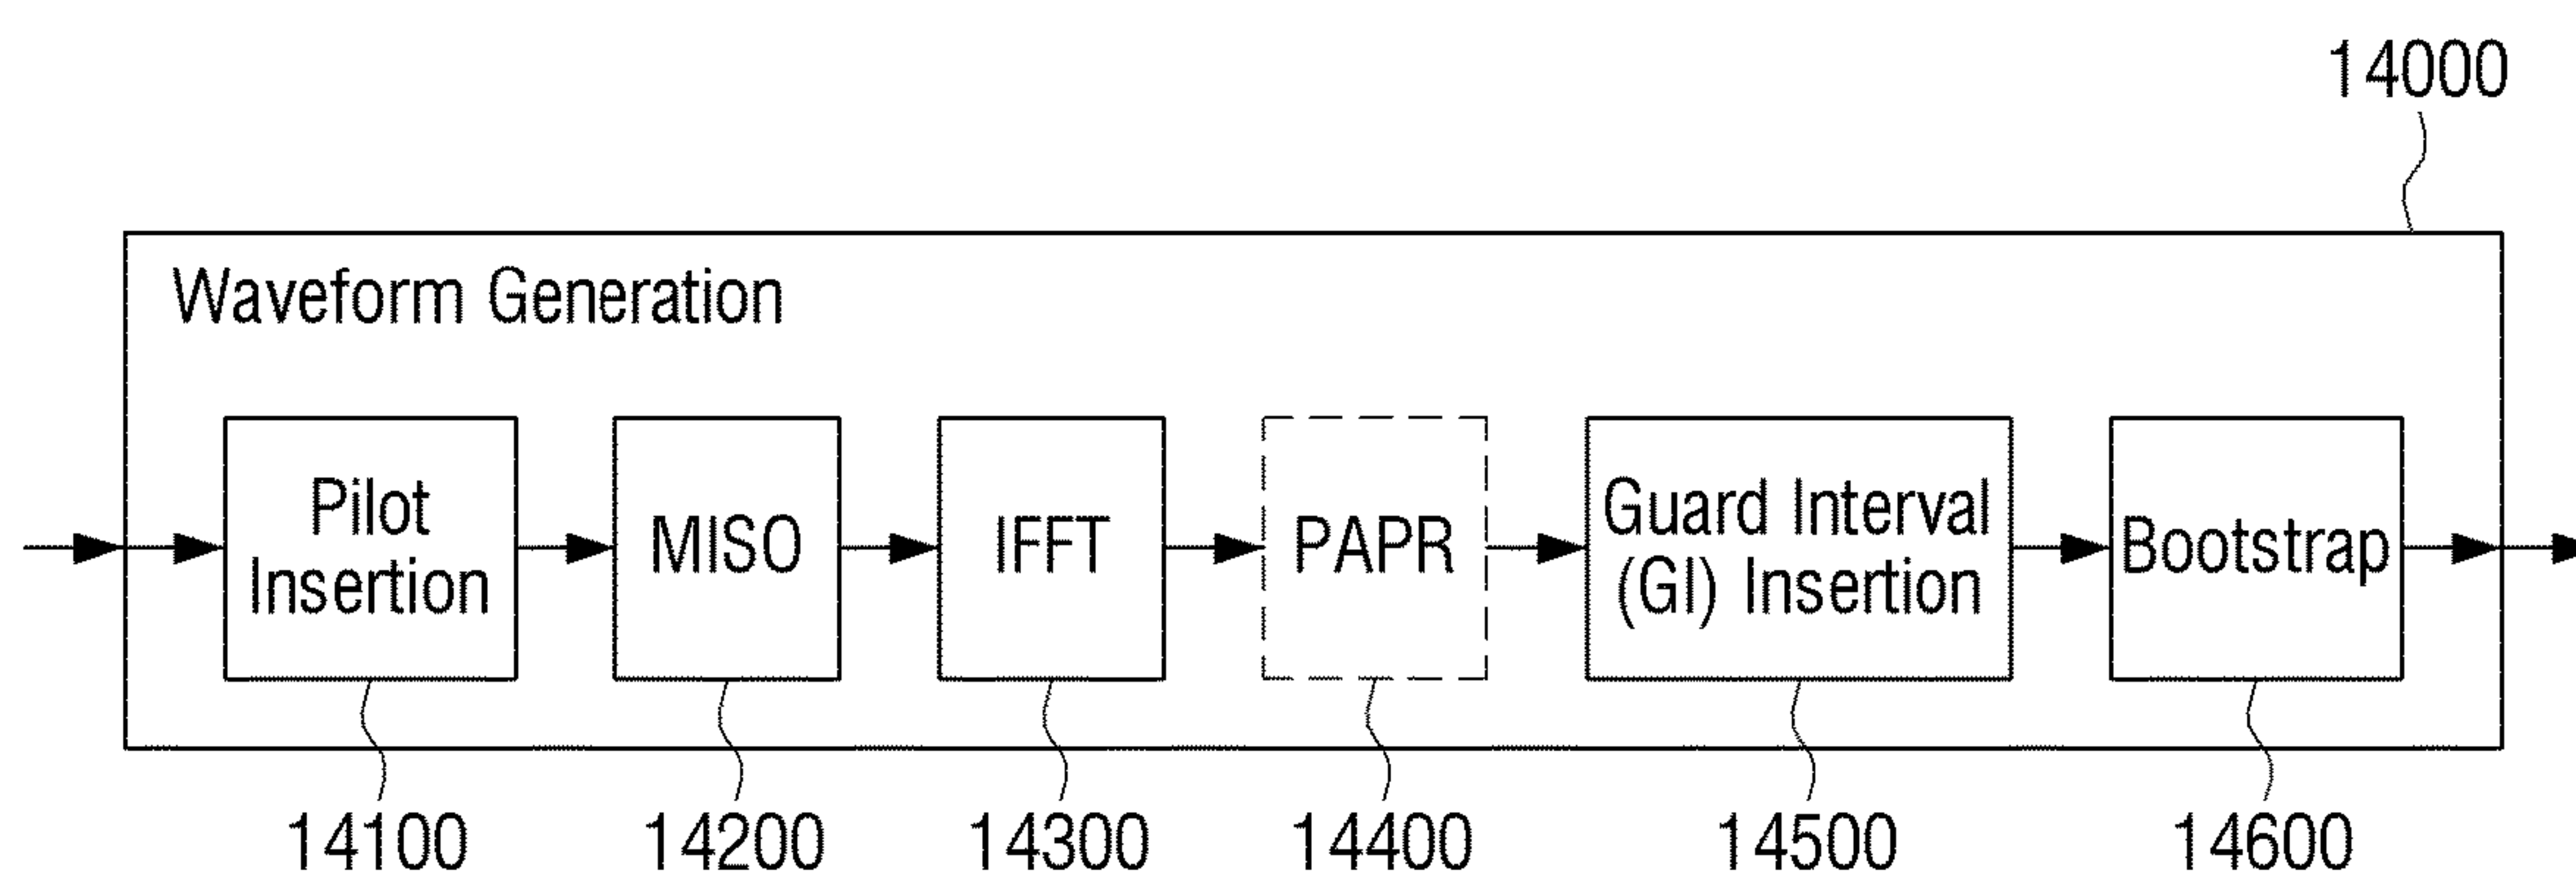 14000
Waveform Generation
Pilot
Insertion
MISO
IFFT
PAPR
Guard Interval
(GI) Insertion
Bootstrap
14100
14200
14300
14400
14500
14600